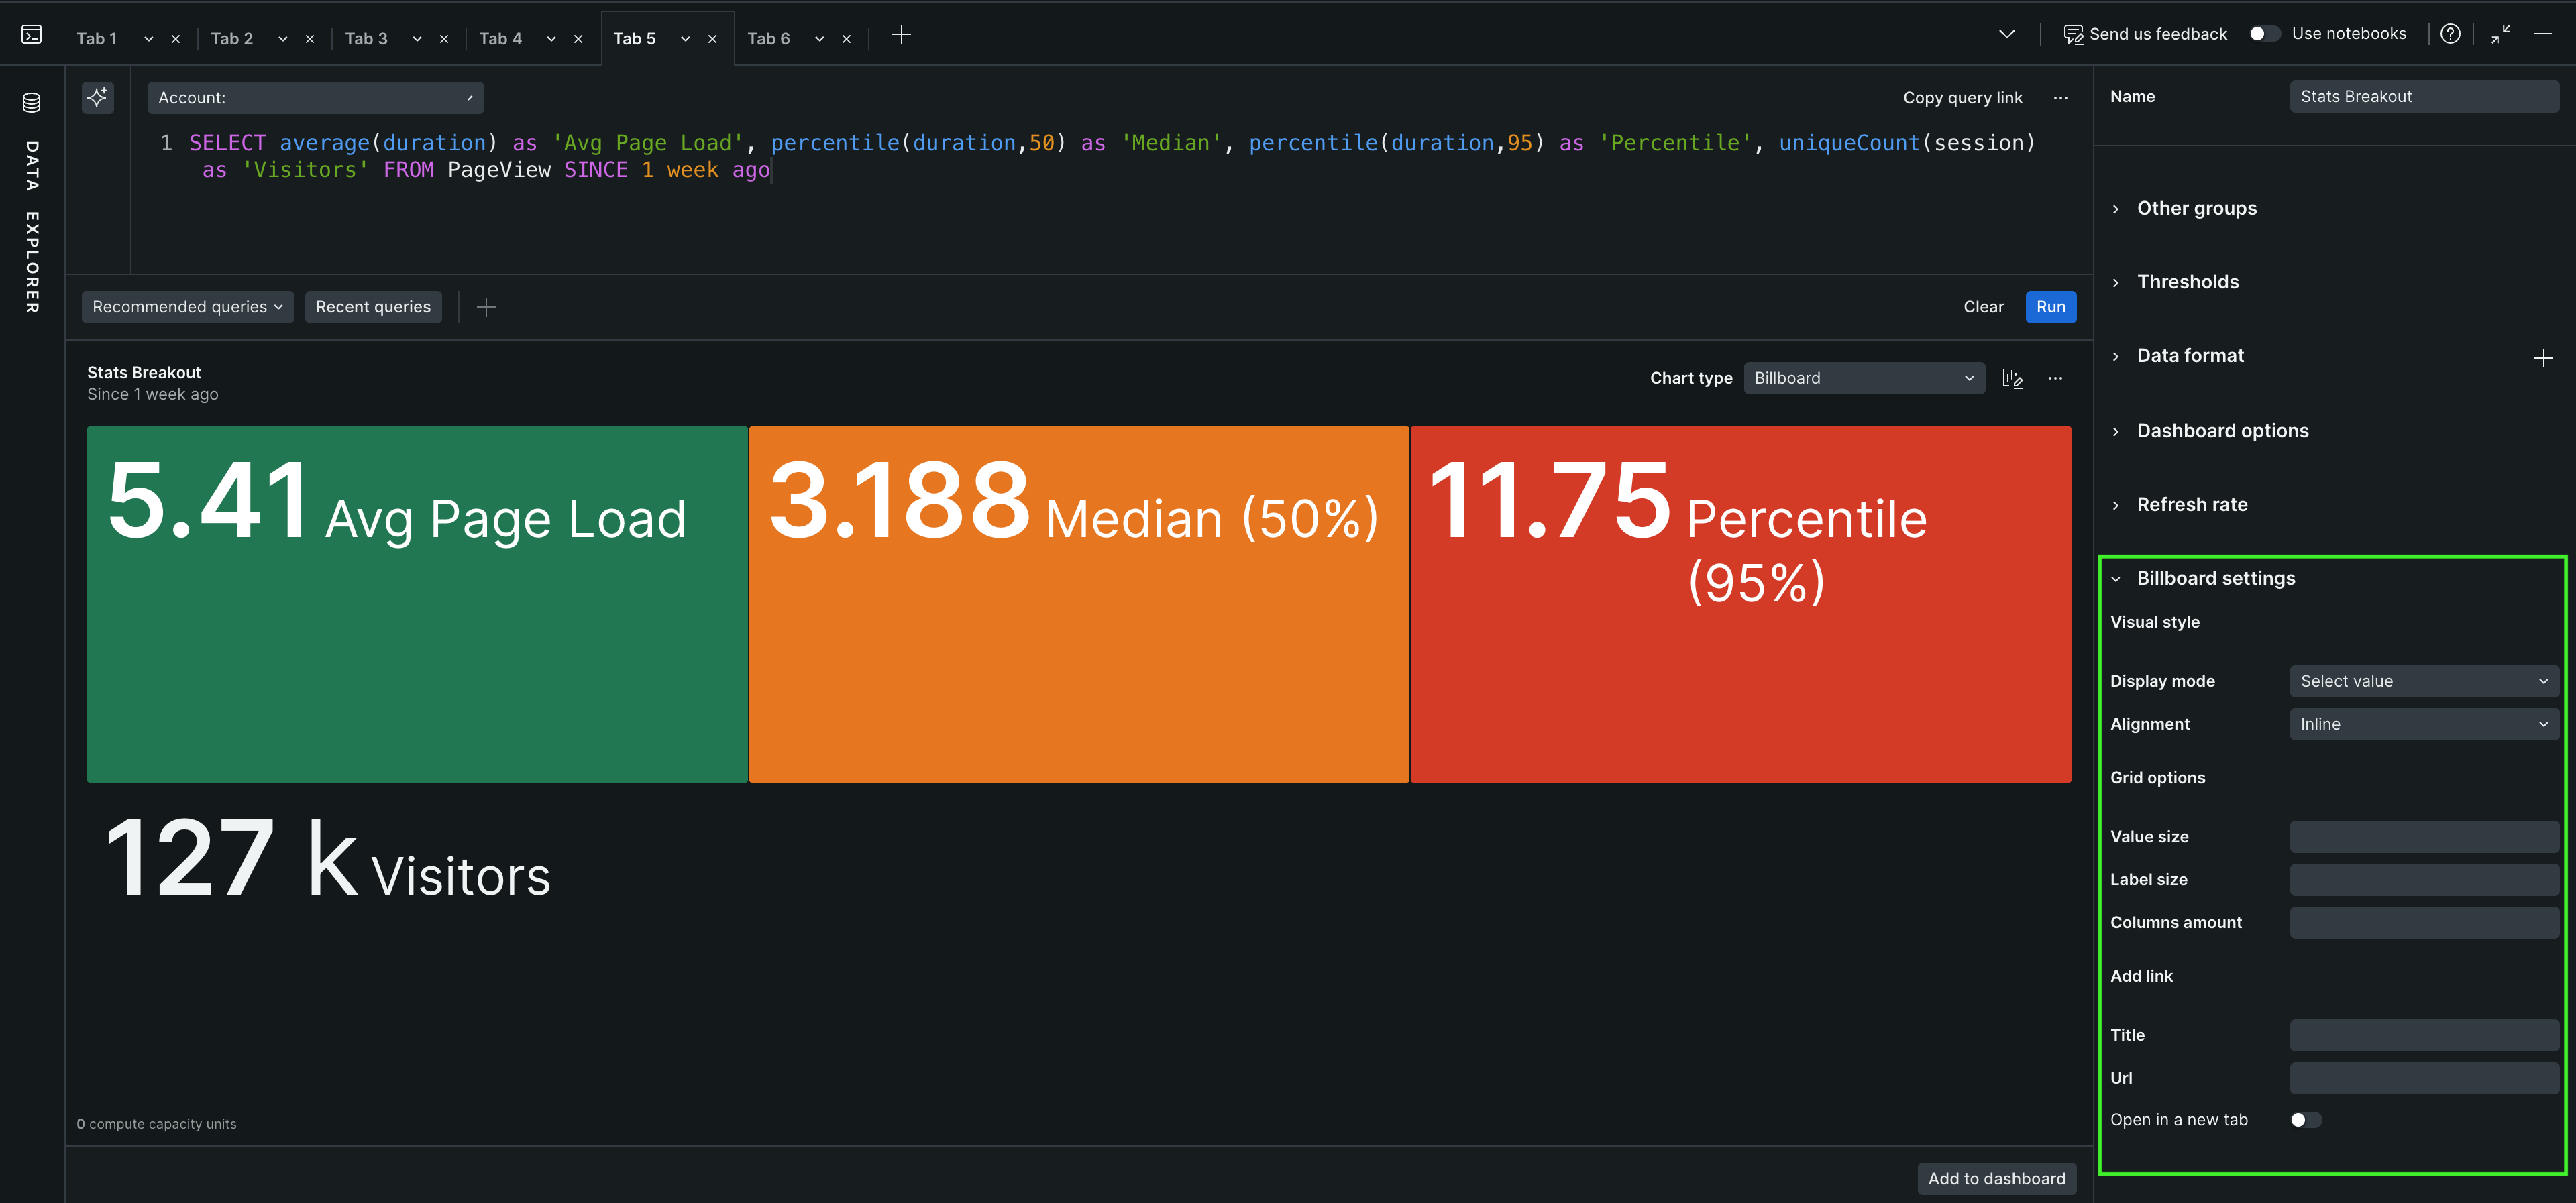 Tab 1
Tab 2
Tab 3
Tab 4
Tab 5
Tab 6
Send us feedback
Use notebooks
DATA EXPLORER
Account:
Copy query link
1 SELECT average(duration) as 'Avg Page Load', percentile(duration,50) as 'Median', percentile(duration,95) as 'Percentile', uniqueCount(session)
as 'Visitors' FROM PageView SINCE 1 week ago
Recommended queries
Recent queries
Clear
Run
Stats Breakout
Since 1 week ago
Chart type
Billboard
5.41 Avg Page Load
3.188 Median (50%)
11.75 Percentile
(95%)
127 k Visitors
0 compute capacity units
Add to dashboard
Name
Stats Breakout
Other groups
Thresholds
Data format
Dashboard options
Refresh rate
Billboard settings
Visual style
Display mode
Select value
Alignment
Inline
Grid options
Value size
Label size
Columns amount
Add link
Title
Url
Open in a new tab